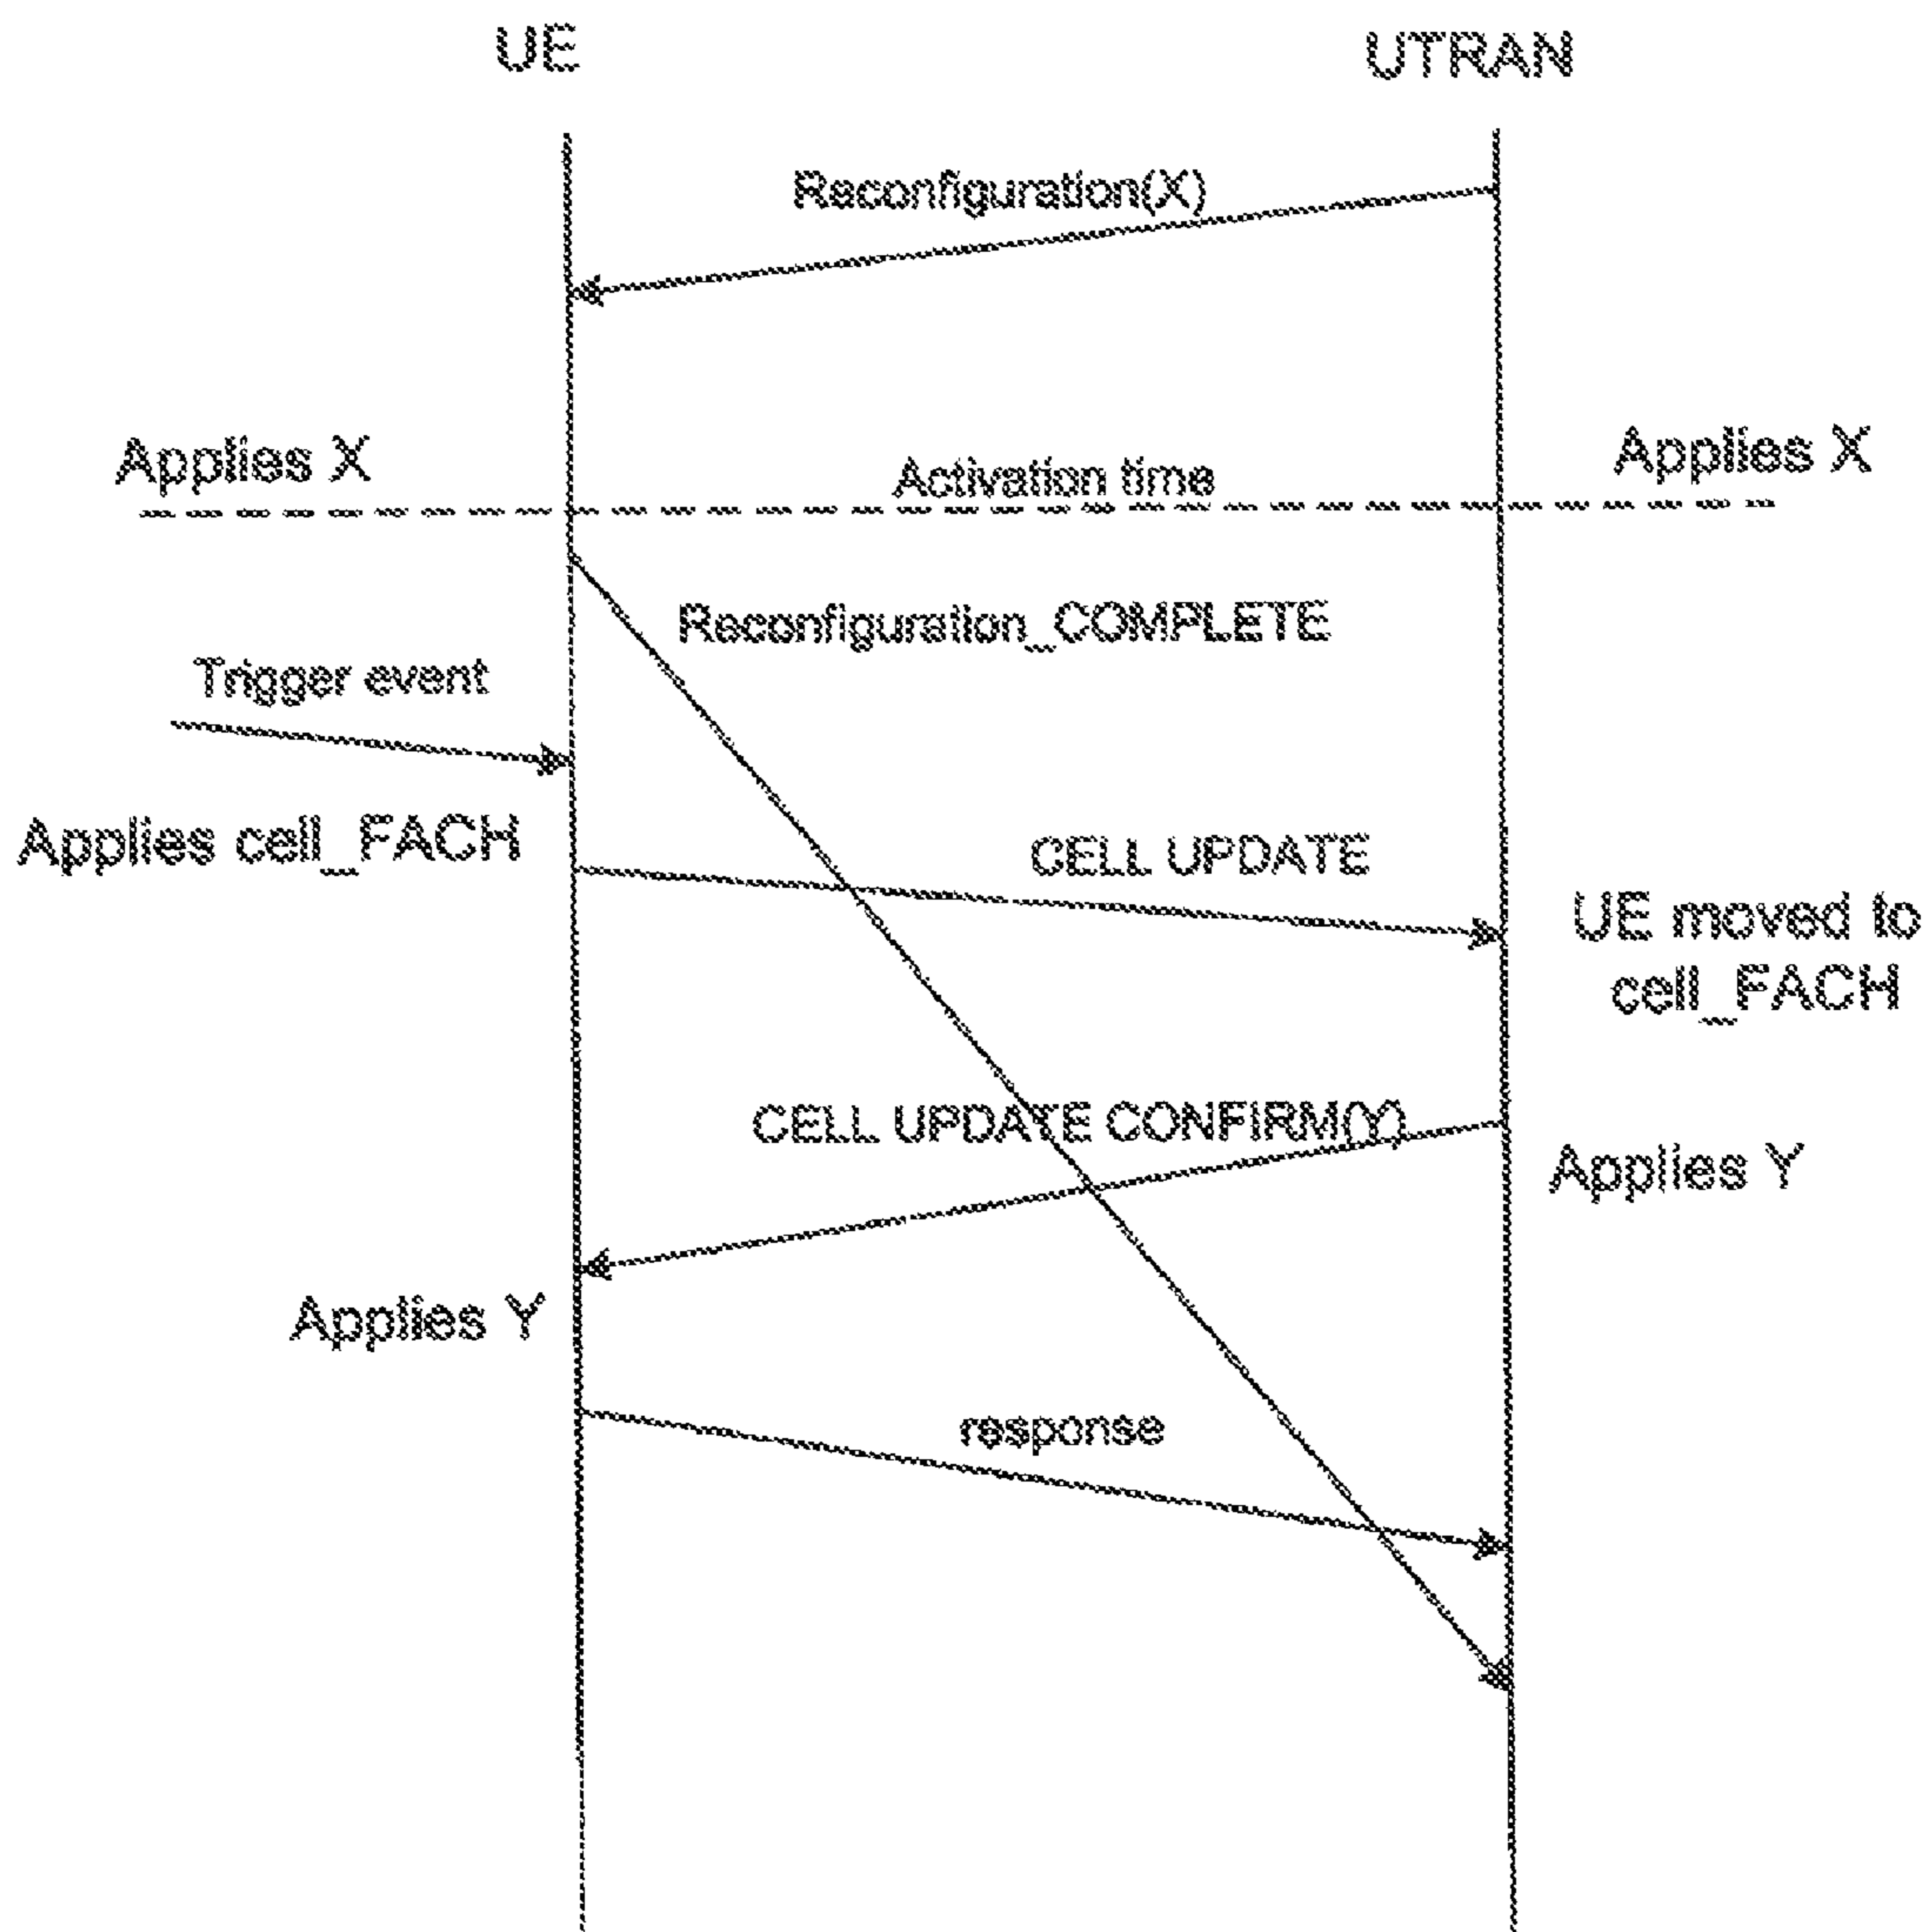 UE
UTRAN
Reconfiguration(X)
Applies X
Activation time
Applies X
Reconfiguration_COMPLETE
Trigger event
Applies cell_FACH
CELL UPDATE
UE moved to
cell_FACH
CELL UPDATE CONFIRM(Y)
Applies Y
Applies Y
response